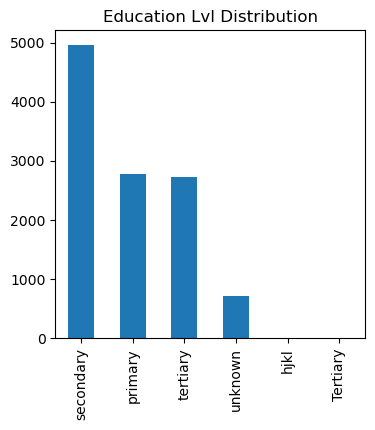 Education Lvl Distribution
5000
4000
3000
2000
1000
0
secondary
primary
tertiary
unknown
hjkl
Tertiary